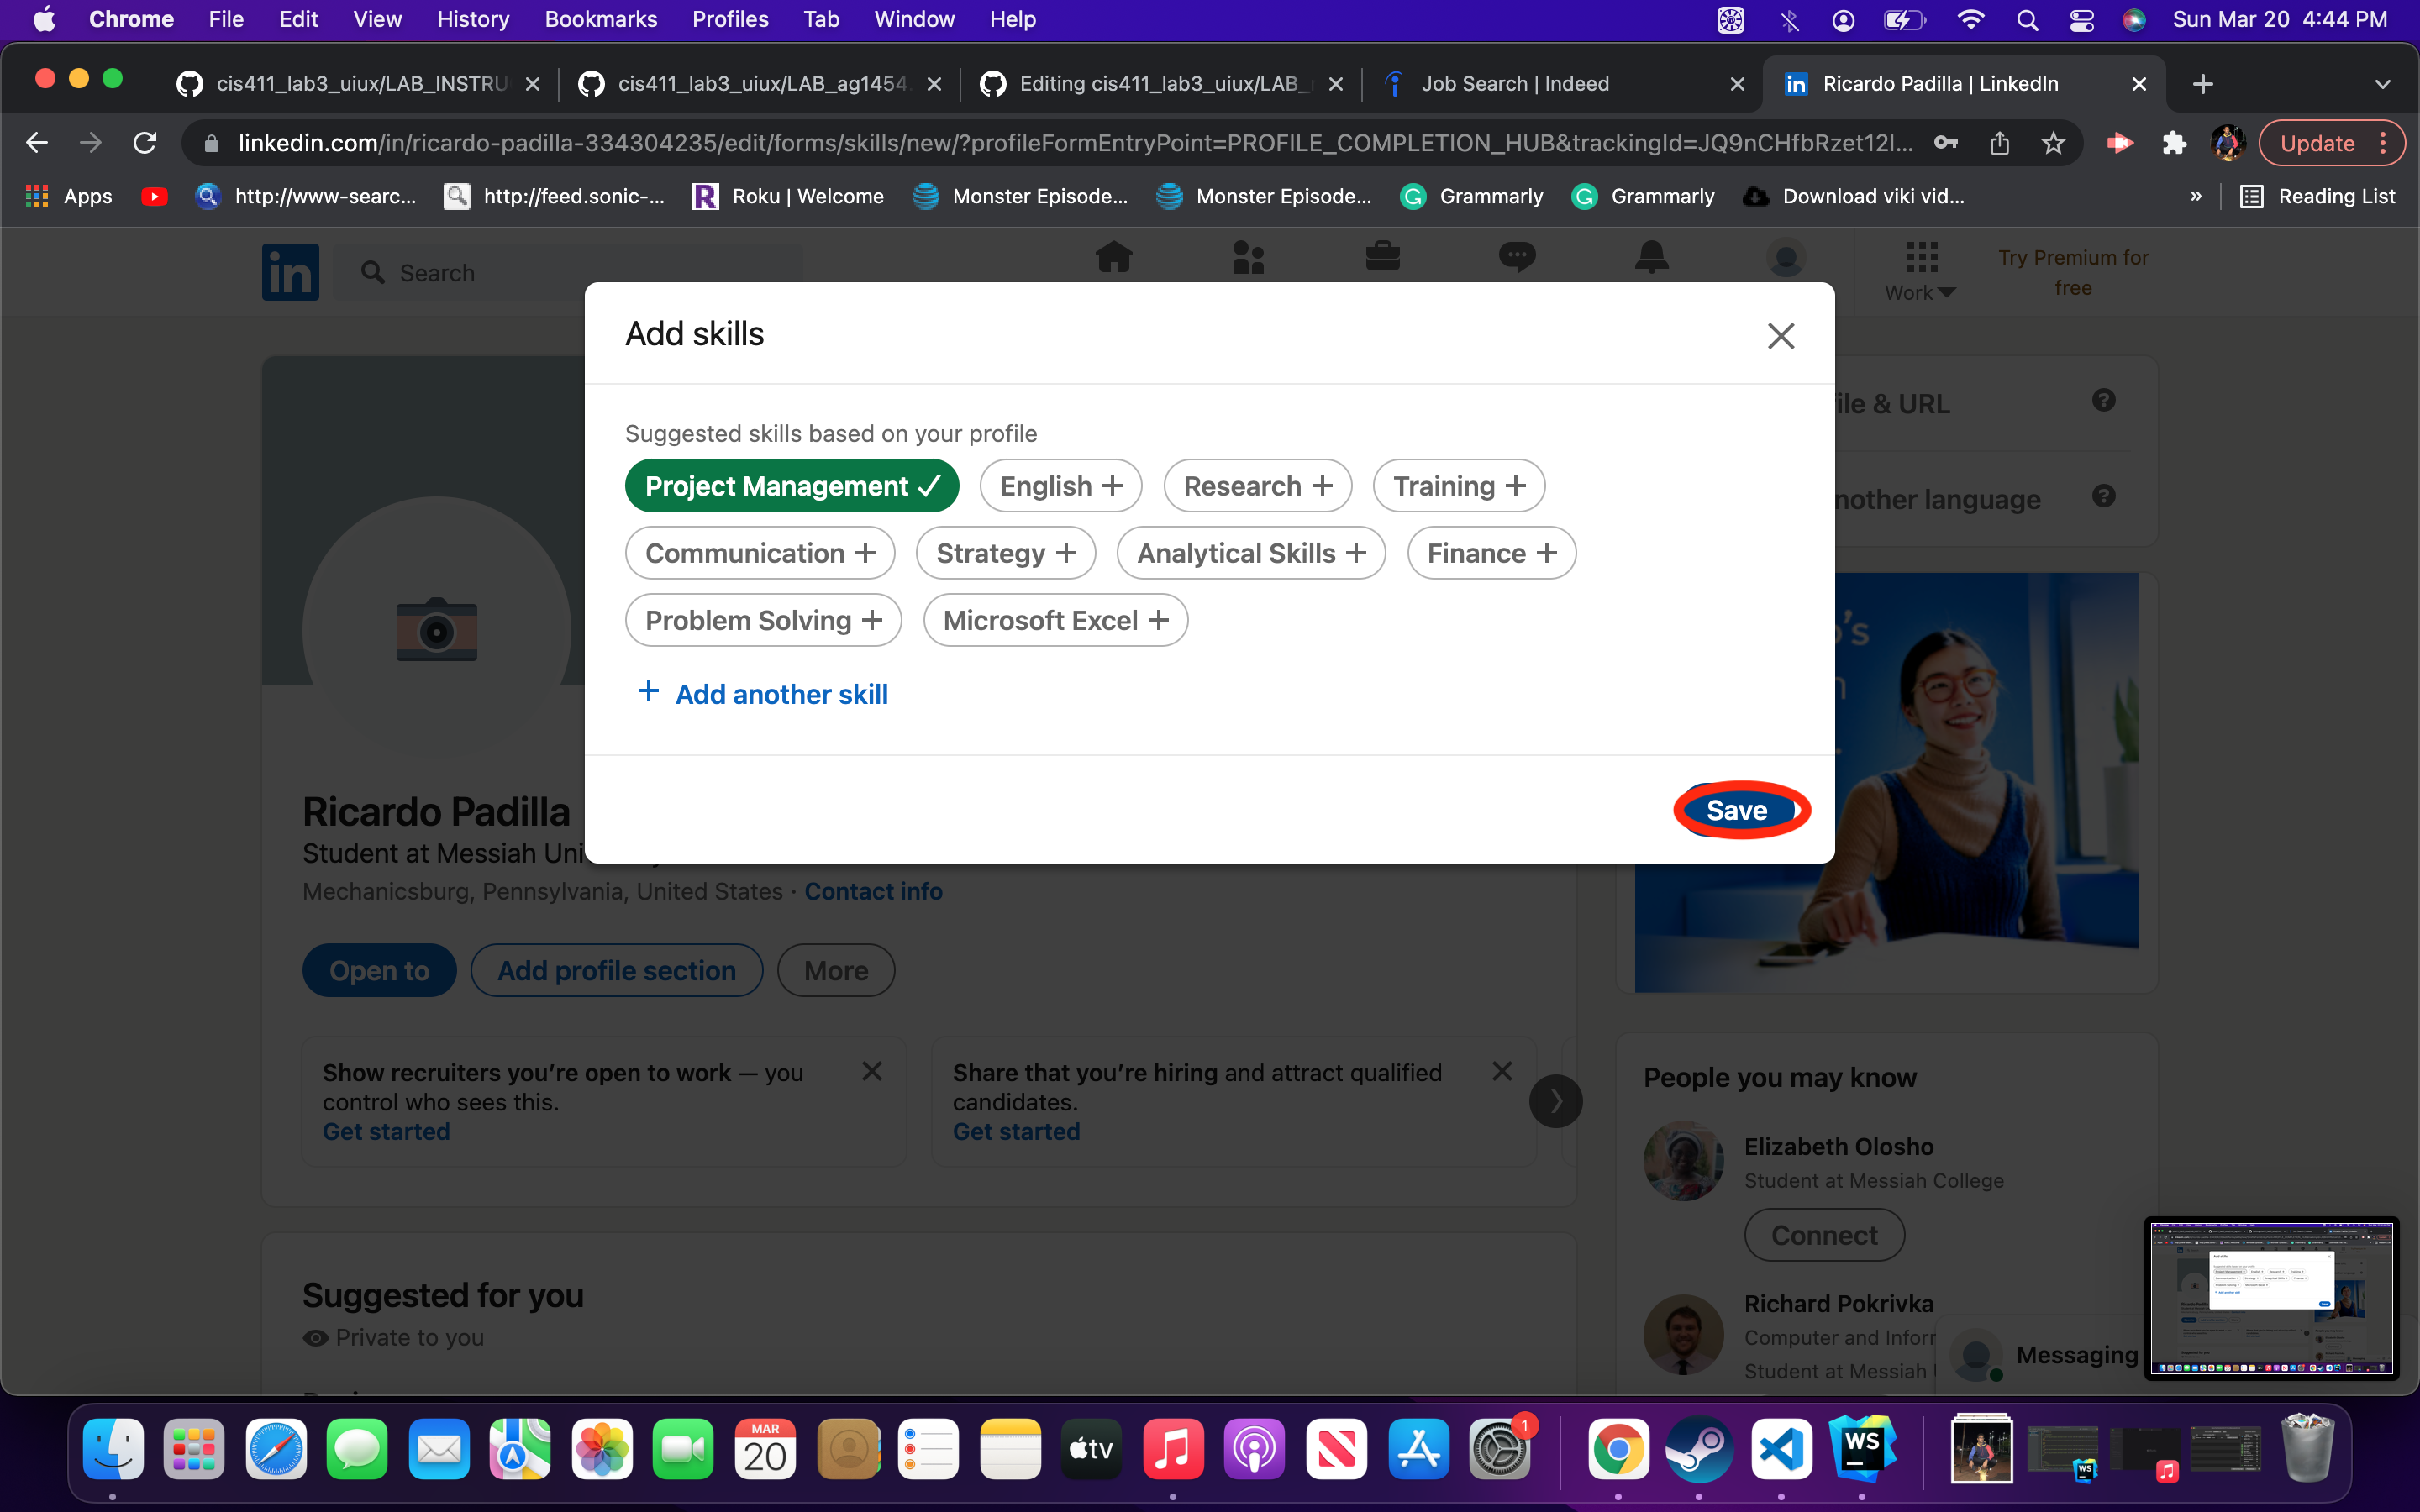 Chrome File Edit View History Bookmarks Profiles Tab Window Help Sun Mar 20 4:44 PM
cis411_lab3_uiux/LAB_INSTRU cis411_lab3_uiux/LAB_ag1454. Editing cis411_lab3_uiux/LAB_ Job Search | Indeed Ricardo Padilla | LinkedIn
linkedin.com/in/ricardo-padilla-334304235/edit/forms/skills/new/?profileFormEntryPoint=PROFILE_COMPLETION_HUB&trackingId=JQ9nCHfbRzet12l... Update
Apps http://www-searc... http://feed.sonic-... Roku | Welcome Monster Episode... Monster Episode... Grammarly Grammarly Download viki vid... » Reading List
in Search Work Try Premium for
free
Add skills
Suggested skills based on your profile
Project Management English + Research + Training +
Communication + Strategy + Analytical Skills + Finance +
Problem Solving + Microsoft Excel +
+ Add another skill
Save
ile & URL
nother language
's
Ricardo Padilla
Student at Messiah Uni
Mechanicsburg, Pennsylvania, United States · Contact info
Open to Add profile section More
Show recruiters you're open to work — you
control who sees this.
Get started
Share that you're hiring and attract qualified
candidates.
Get started
People you may know
Elizabeth Olosho
Student at Messiah College
Connect
Richard Pokrivka
Computer and Infor
Student at Messiah
Messaging
Suggested for you
Private to you
MAR
20
tv
1
WS